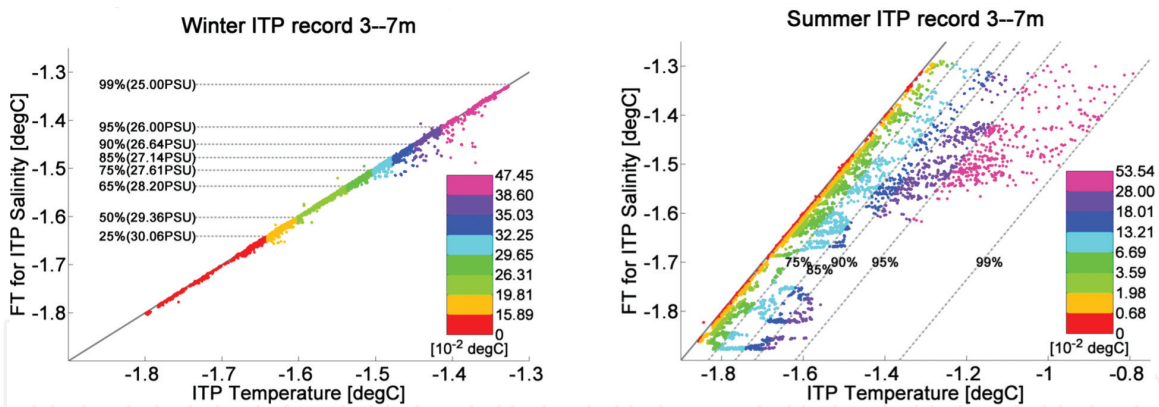 Winter ITP record 3--7m
FT for ITP Salinity [degC]
-1.3
-1.4
-1.5
-1.6
-1.7
-1.8
99%(25.00PSU)
95%(26.00PSU)
90%(26.64PSU)
85%(27.14PSU)
75%(27.61PSU)
65%(28.20PSU)
50%(29.36PSU)
25%(30.06PSU)
47.45
38.60
35.03
32.25
29.65
26.31
19.81
15.89
0
[10⁻² degC]
-1.8
-1.7
-1.6
-1.5
-1.4
-1.3
ITP Temperature [degC]
Summer ITP record 3--7m
FT for ITP Salinity [degC]
-1.3
-1.4
-1.5
-1.6
-1.7
-1.8
75%
85%
90%
95%
99%
53.54
28.00
18.01
13.21
6.69
3.59
1.98
0.68
0
[10⁻² degC]
-1.8
-1.6
-1.4
-1.2
-1
-0.8
ITP Temperature [degC]